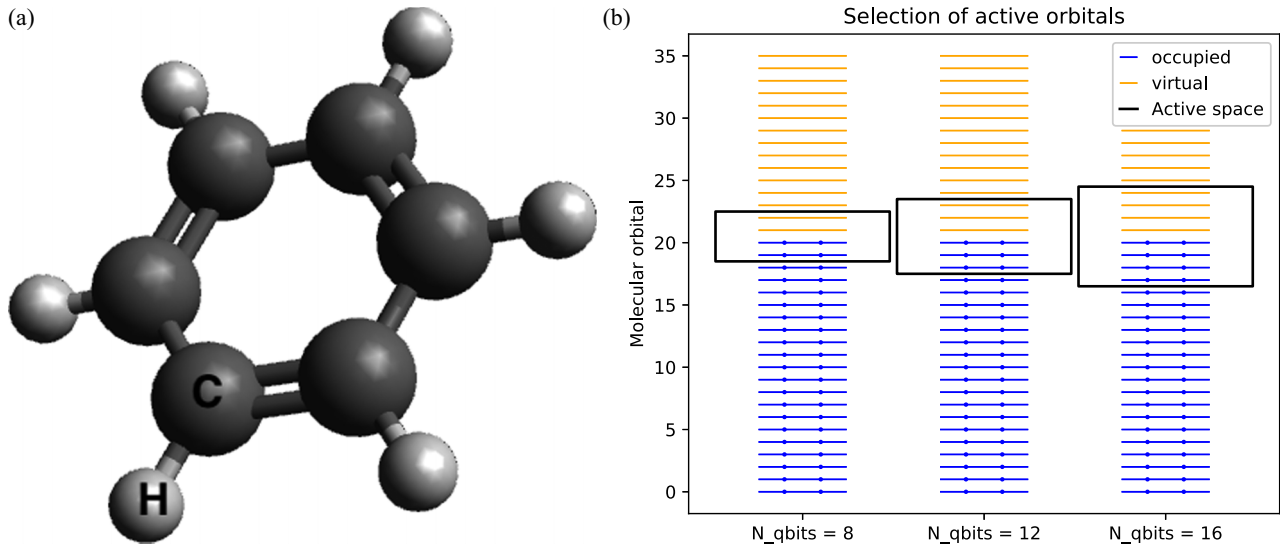 (a)
C
H
(b)
Selection of active orbitals
occupied
virtual
Active space
Molecular orbital
35
30
25
20
15
10
5
0
N_qbits = 8
N_qbits = 12
N_qbits = 16